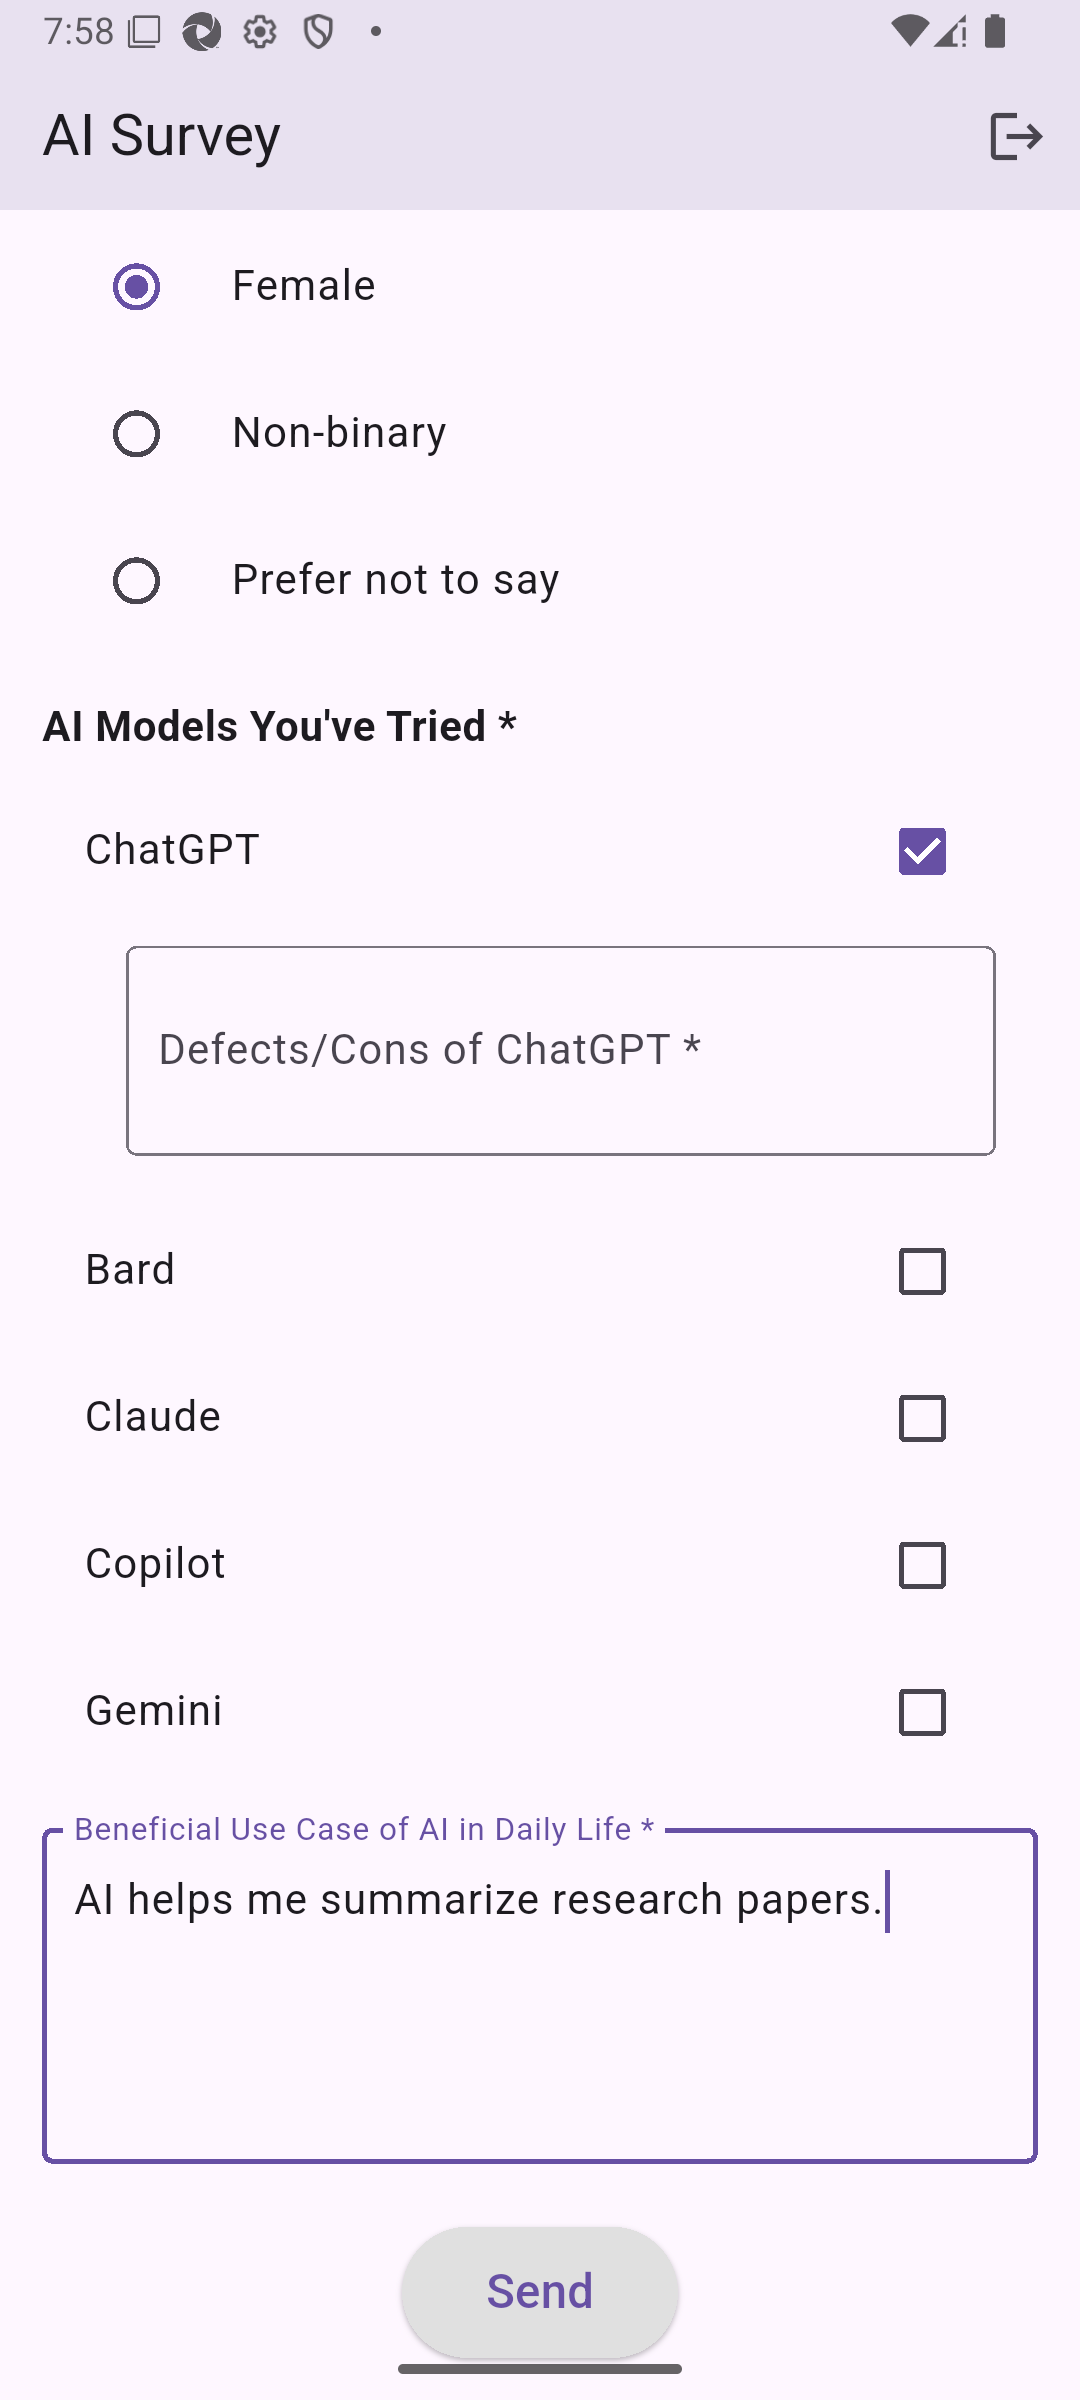 7:58
AI Survey
Female
Non-binary
Prefer not to say
AI Models You've Tried *
ChatGPT
Defects/Cons of ChatGPT *
Bard
Claude
Copilot
Gemini
Beneficial Use Case of AI in Daily Life *
AI helps me summarize research papers.
Send